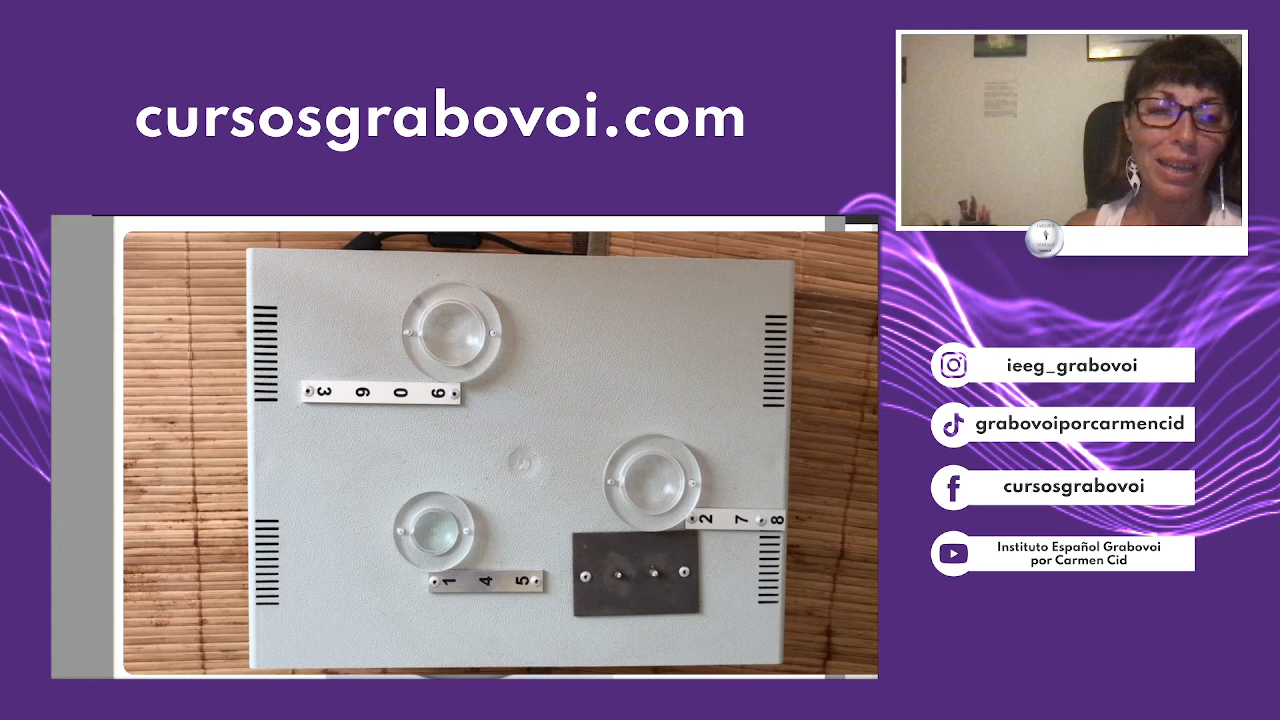 cursosgrabovoi.com
3 9 0 6
2 7 8
1 4 5
ieeg_grabovoi
grabovoiporcarmencid
cursosgrabovoi
Instituto Español Grabovoi
por Carmen Cid